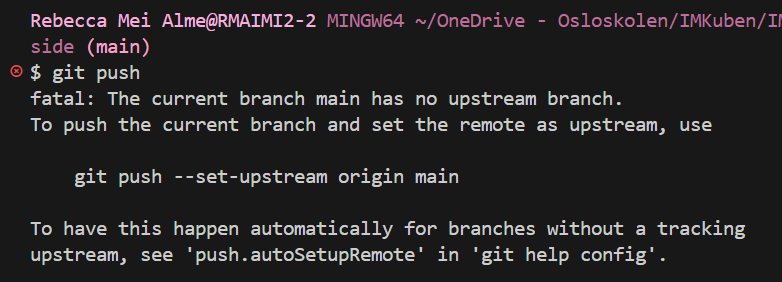 Rebecca Mei Alme@RMAIMI2-2 MINGW64 ~/OneDrive - Osloskolen/IMKuben/
side (main)
$ git push
fatal: The current branch main has no upstream branch.
To push the current branch and set the remote as upstream, use
git push --set-upstream origin main
To have this happen automatically for branches without a tracking
upstream, see 'push.autoSetupRemote' in 'git help config'.